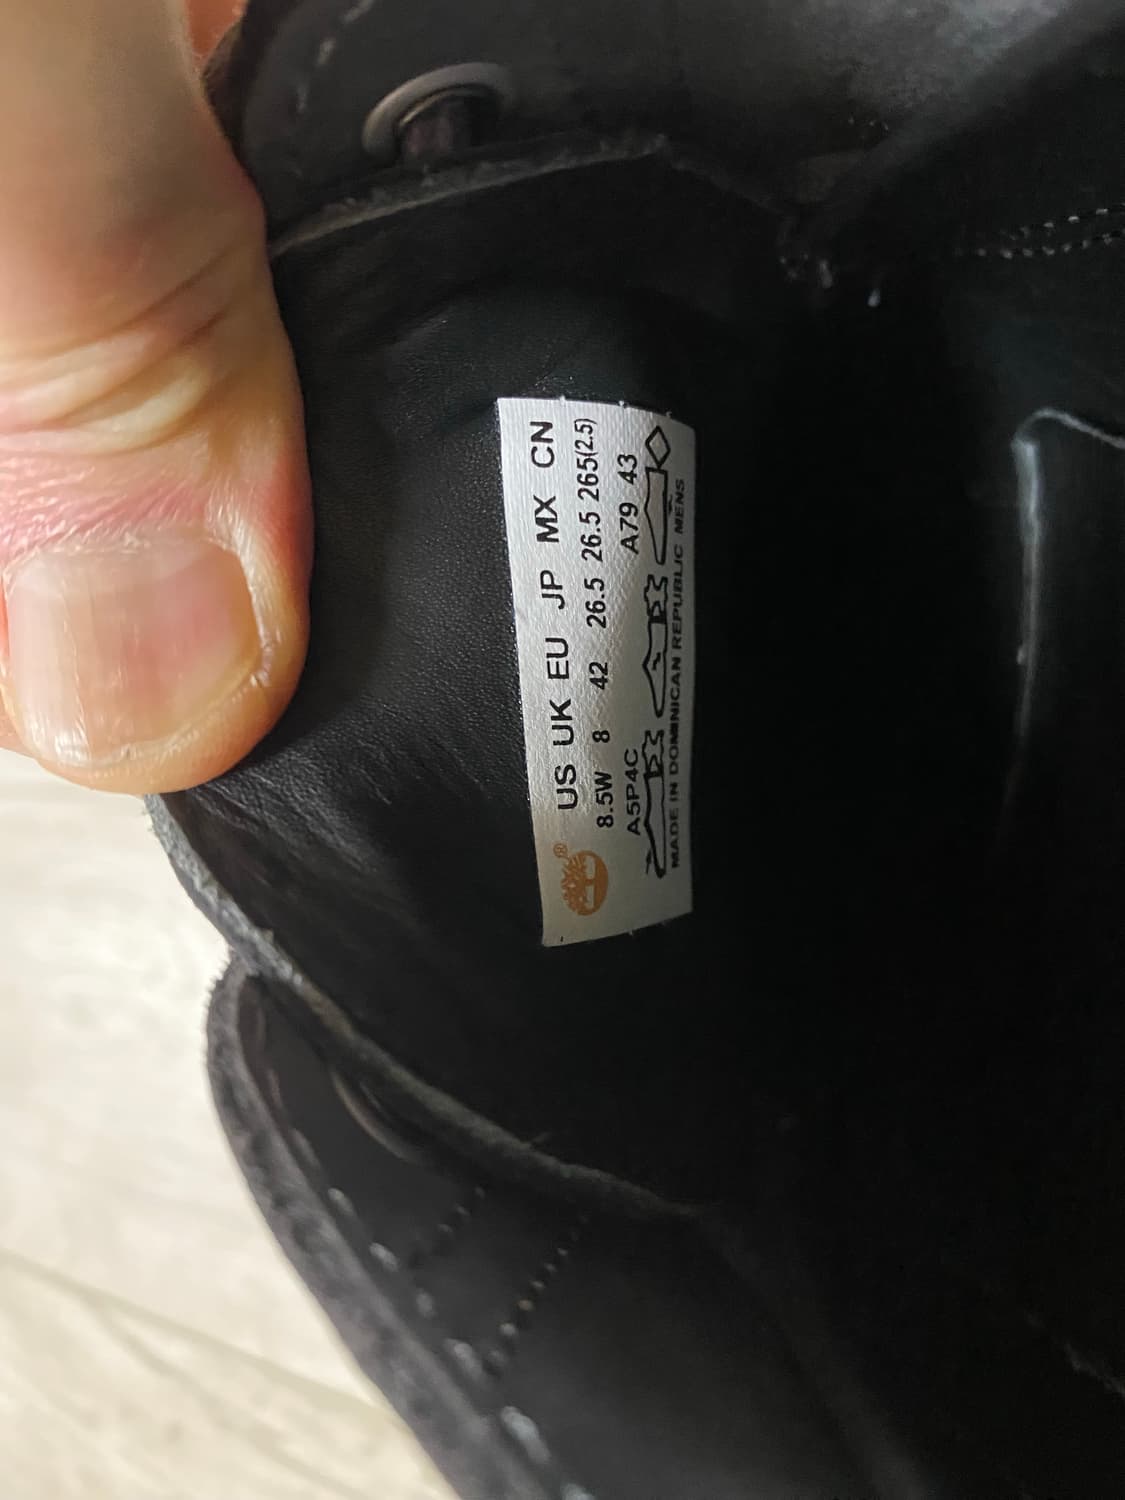 US UK EU JP MX CN
8.5W 8 42 26.5 26.5 265(2.5)
A5P4C A79 43
MADE IN DOMINICAN REPUBLIC MENS
®